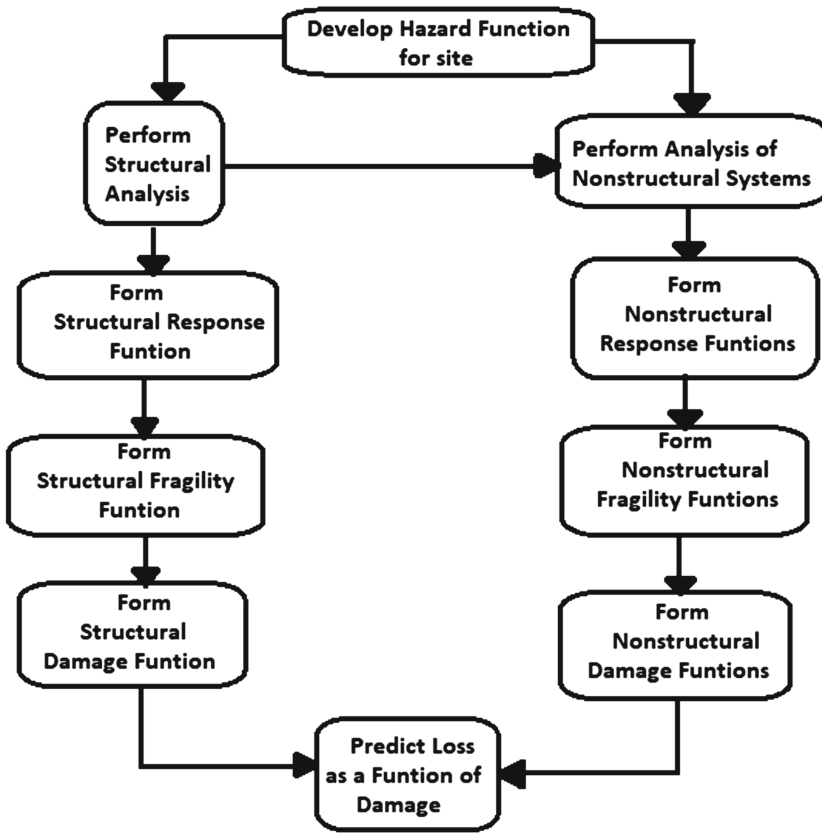 Develop Hazard Function
for site
Perform
Structural
Analysis
Perform Analysis of
Nonstructural Systems
Form
Structural Response
Funtion
Form
Nonstructural
Response Funtions
Form
Structural Fragility
Funtion
Form
Nonstructural
Fragility Funtions
Form
Structural
Damage Funtion
Form
Nonstructural
Damage Funtions
Predict Loss
as a Funtion of
Damage